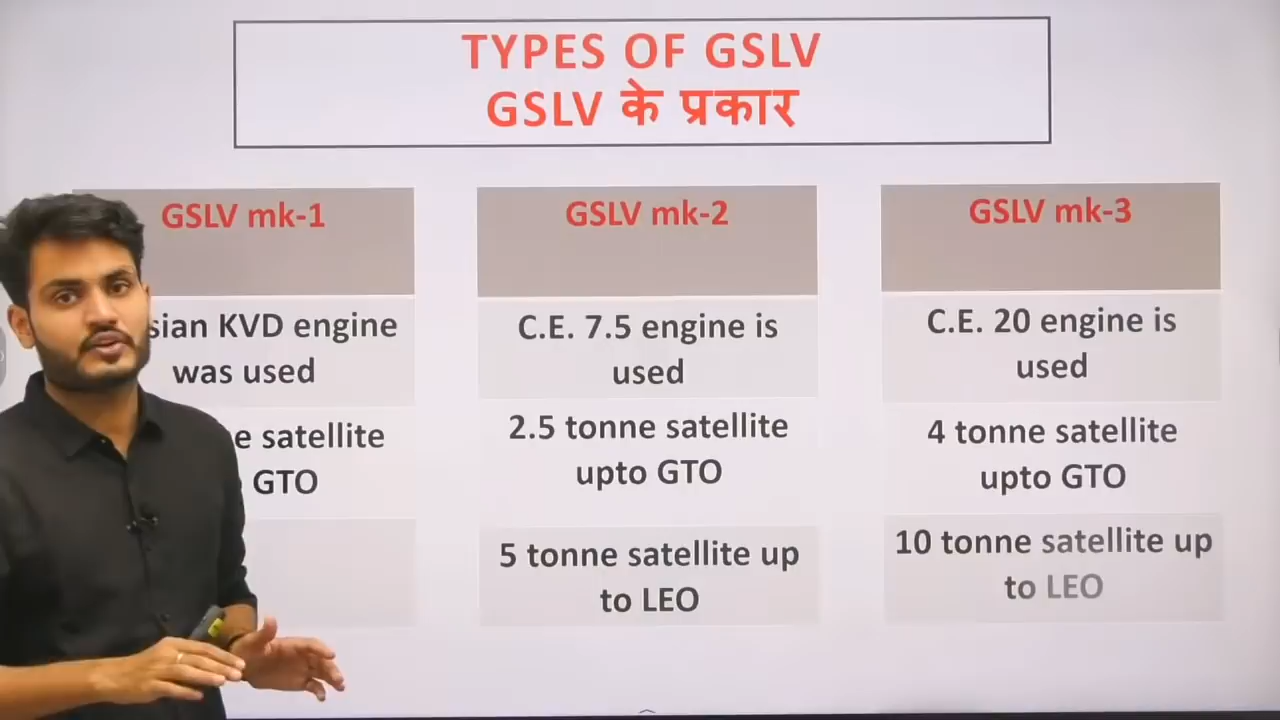 TYPES OF GSLV
GSLV के प्रकार
GSLV mk-1
GSLV mk-2
GSLV mk-3
KVD engine
was used
C.E. 7.5 engine is
used
C.E. 20 engine is
used
satellite
GTO
2.5 tonne satellite
upto GTO
4 tonne satellite
upto GTO
5 tonne satellite up
to LEO
10 tonne satellite up
to LEO